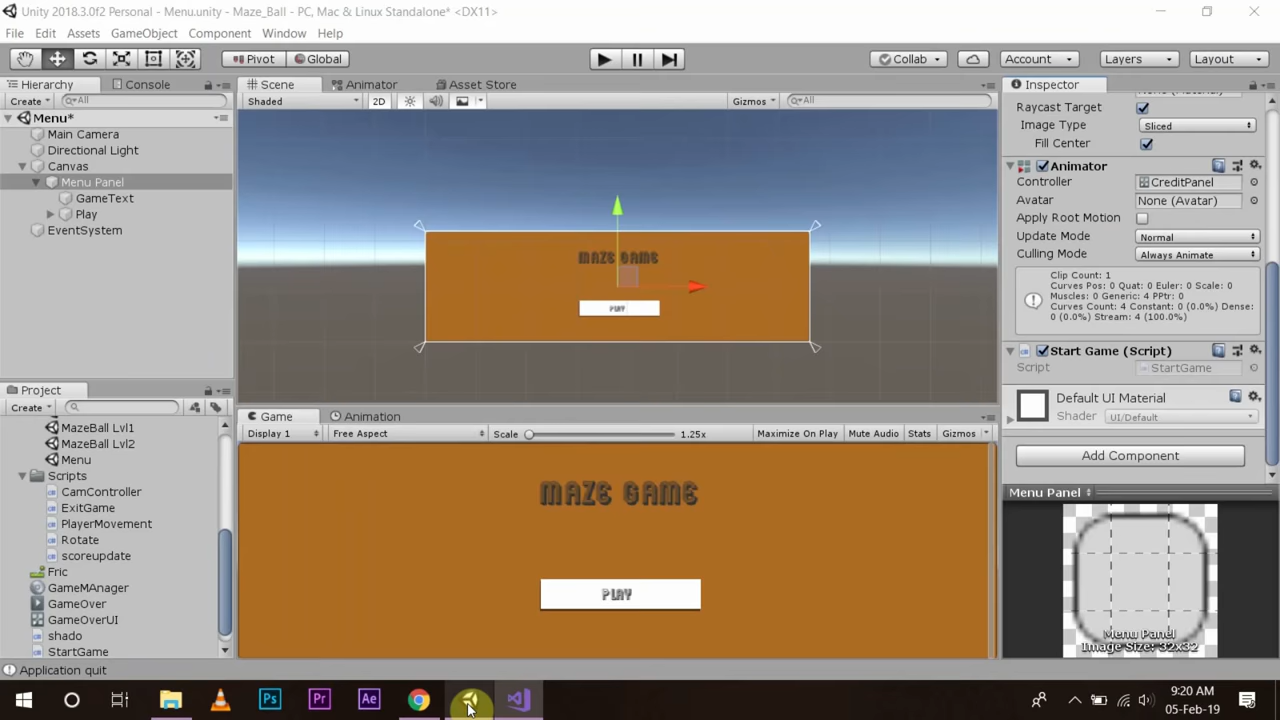 Unity 2018.3.0f2 Personal - Menu.unity - Maze_Ball - PC, Mac & Linux Standalone* <DX11>
File Edit Assets GameObject Component Window Help
Pivot Global Collab Account Layers Layout
Hierarchy Console
Create All
Menu*
Main Camera
Directional Light
Canvas
Menu Panel
GameText
Play
EventSystem
Project
Create
MazeBall Lvl1
MazeBall Lvl2
Menu
Scripts
CamController
ExitGame
PlayerMovement
Rotate
scoreupdate
Fric
GameMAnager
GameOver
GameOverUI
shado
StartGame
Application quit
Scene Animator Asset Store
Shaded 2D Gizmos All
MAZE GAME
PLAY
Game Animation
Display 1 Free Aspect Scale 1.25x Maximize On Play Mute Audio Stats Gizmos
MAZE GAME
PLAY
Inspector
Raycast Target
Image Type Sliced
Fill Center
Animator
Controller CreditPanel
Avatar None (Avatar)
Apply Root Motion
Update Mode Normal
Culling Mode Always Animate
Clip Count: 1
Curves Pos: 0 Quat: 0 Euler: 0 Scale: 0
Muscles: 0 Generic: 4 PPtr: 0
Curves Count: 4 Constant: 0 (0.0%) Dense:
0 (0.0%) Stream: 4 (100.0%)
Start Game (Script)
Script StartGame
Default UI Material
Shader UI/Default
Add Component
Menu Panel
Menu Panel
Image Size: 32x32
Ps Pr Ae
9:20 AM
05-Feb-19